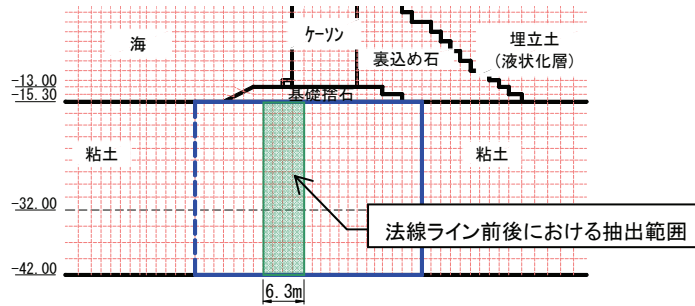 海
ケーソン
裏込め石
埋立土
(液状化層)
-13.00
-15.30
基礎捨石
粘土
粘土
-32.00
法線ライン前後における抽出範囲
-42.00
6.3m